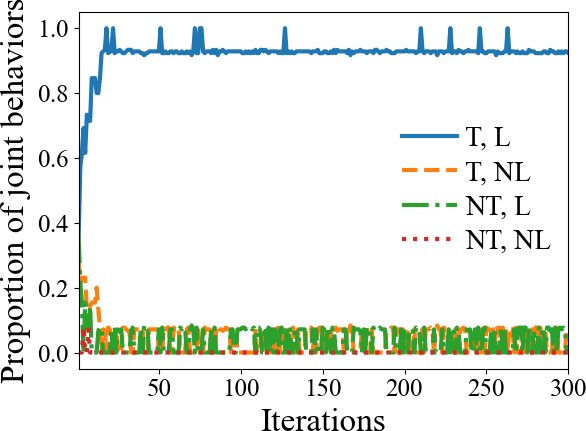 Proportion of joint behaviors
1.0
0.8
0.6
0.4
0.2
0.0
T, L
T, NL
NT, L
NT, NL
50
100
150
200
250
300
Iterations